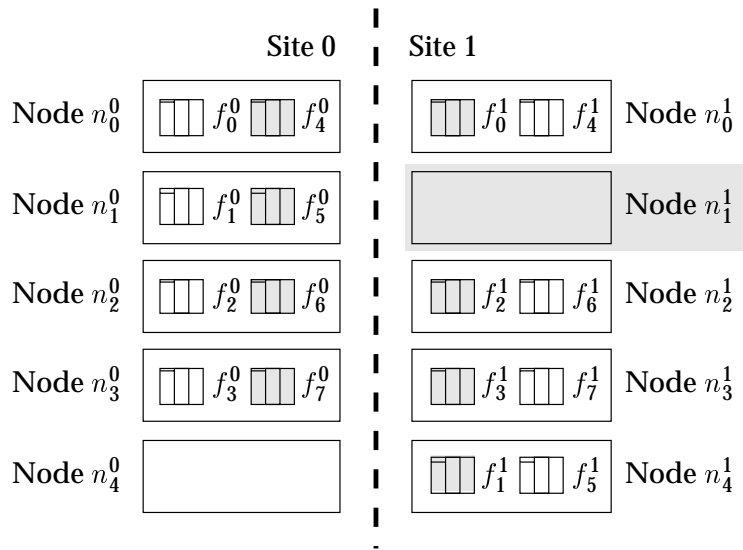 Site 0 Site 1
Node $n_0^0$ $f_0^0$ $f_4^0$ $f_0^1$ $f_4^1$ Node $n_0^1$
Node $n_1^0$ $f_1^0$ $f_5^0$ Node $n_1^1$
Node $n_2^0$ $f_2^0$ $f_6^0$ $f_2^1$ $f_6^1$ Node $n_2^1$
Node $n_3^0$ $f_3^0$ $f_7^0$ $f_3^1$ $f_7^1$ Node $n_3^1$
Node $n_4^0$ $f_1^1$ $f_5^1$ Node $n_4^1$